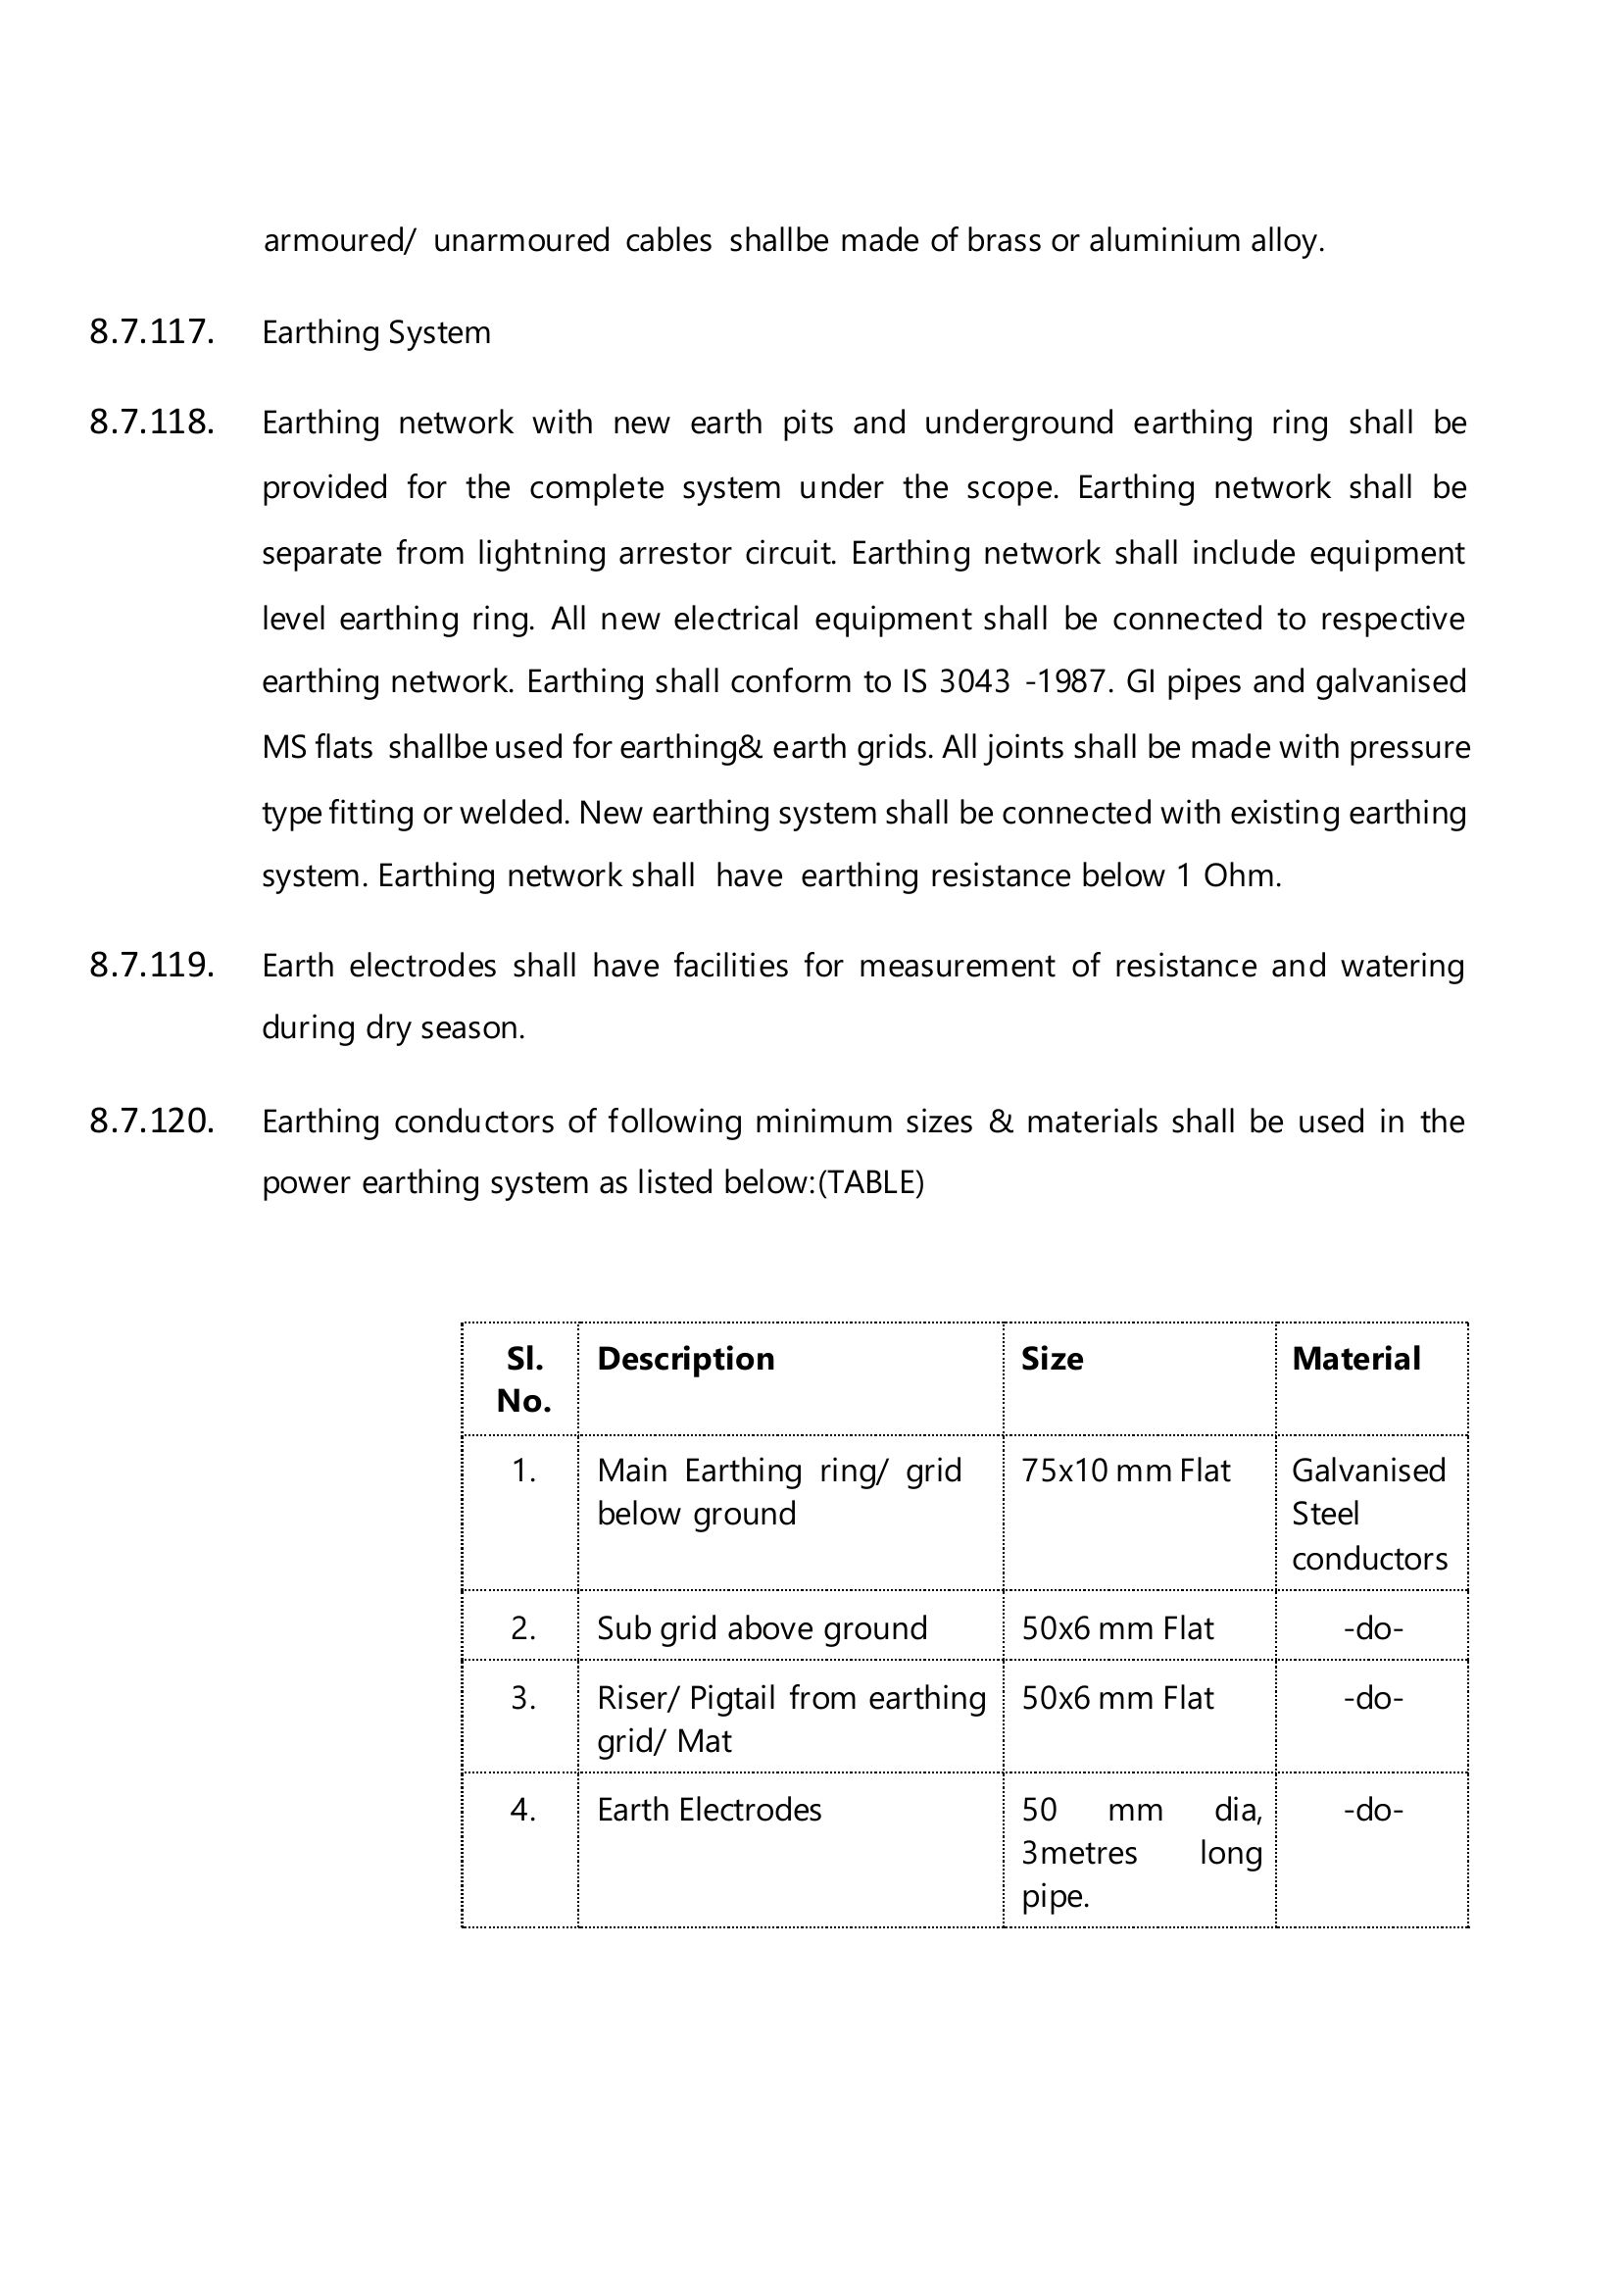 armoured/ unarmoured cables shallbe made of brass or aluminium alloy.
8.7.117. Earthing System
8.7.118. Earthing network with new earth pits and underground earthing ring shall be
provided for the complete system under the scope. Earthing network shall be
separate from lightning arrestor circuit. Earthing network shall include equipment
level earthing ring. All new electrical equipment shall be connected to respective
earthing network. Earthing shall conform to IS 3043 -1987. GI pipes and galvanised
MS flats shallbe used for earthing& earth grids. All joints shall be made with pressure
type fitting or welded. New earthing system shall be connected with existing earthing
system. Earthing network shall have earthing resistance below 1 Ohm.
8.7.119. Earth electrodes shall have facilities for measurement of resistance and watering
during dry season.
8.7.120. Earthing conductors of following minimum sizes & materials shall be used in the
power earthing system as listed below:(TABLE)
Sl. Description Size Material
No.
1. Main Earthing ring/ grid 75x10 mm Flat Galvanised
below ground Steel
conductors
2. Sub grid above ground 50x6 mm Flat -do-
3. Riser/ Pigtail from earthing 50x6 mm Flat -do-
grid/ Mat
4. Earth Electrodes 50 mm dia, -do-
3metres long
pipe.